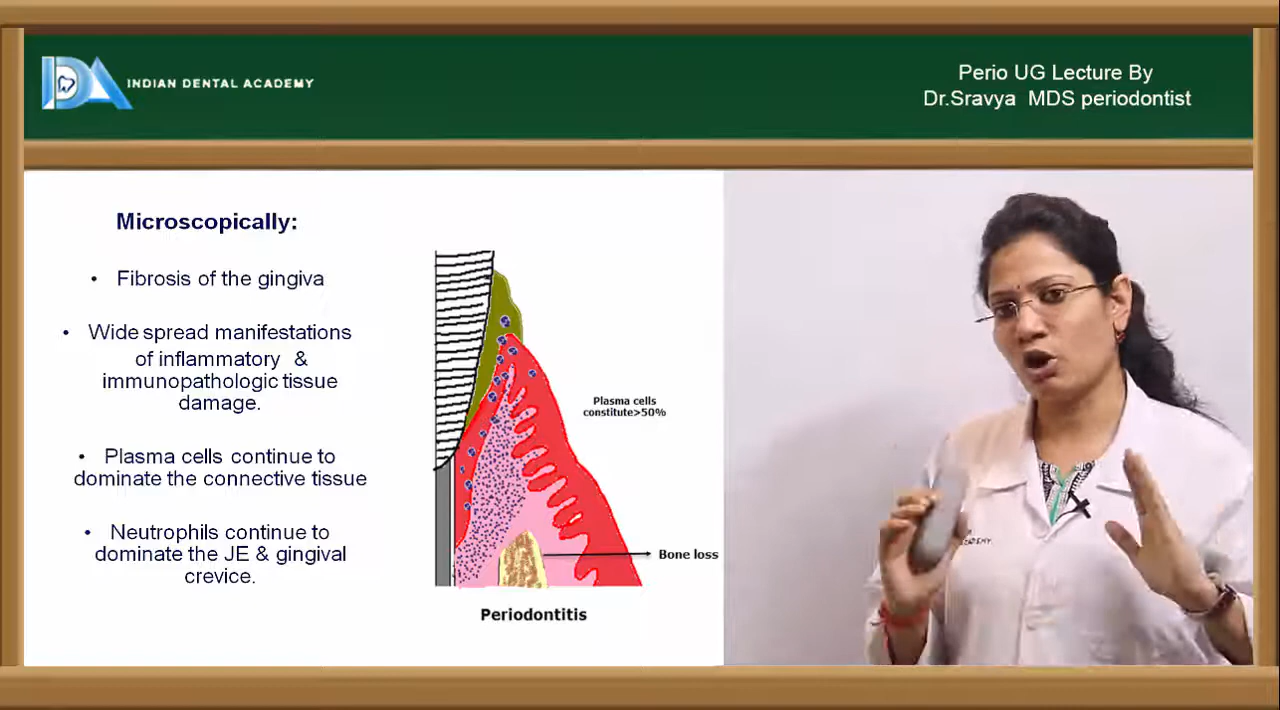 INDIAN DENTAL ACADEMY
Perio UG Lecture By
Dr.Sravya MDS periodontist
Microscopically:
• Fibrosis of the gingiva
• Wide spread manifestations
of inflammatory &
immunopathologic tissue
damage.
• Plasma cells continue to
dominate the connective tissue
• Neutrophils continue to
dominate the JE & gingival
crevice.
Plasma cells
constitute>50%
Bone loss
Periodontitis